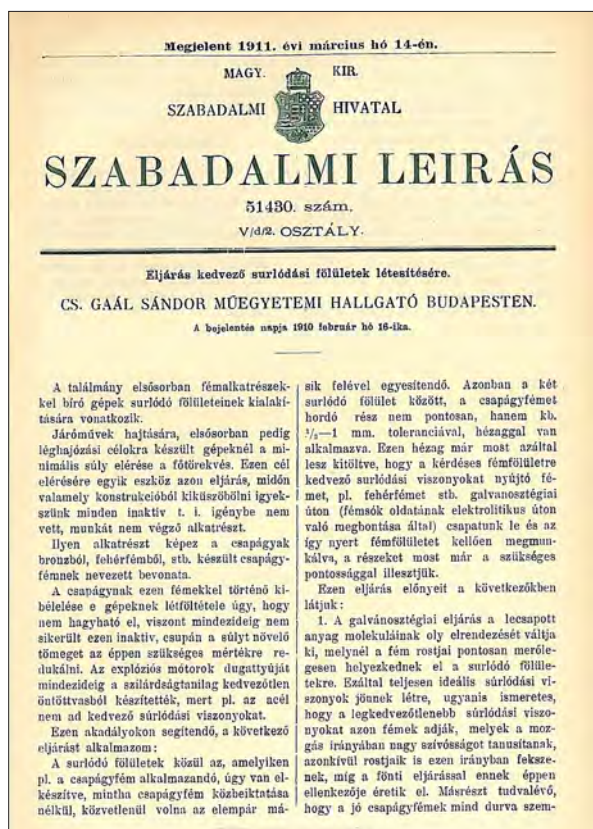 Megjelent 1911. évi március hó 14-én.
MAGY. KIR.
SZABADALMI HIVATAL
SZABADALMI LEIRÁS
51430. szám.
V/d/2. OSZTÁLY.
Eljárás kedvező surlódási fölületek létesítésére.
CS. GAÁL SÁNDOR MŰEGYETEMI HALLGATÓ BUDAPESTEN.
A bejelentés napja 1910 február hó 16-ika.
A találmány elsősorban fémalkatrészek-
kel bíró gépek surlódó fölületeinek kialakí-
tására vonatkozik.
Járóművek hajtására, elsősorban pedig
léghajózási célokra készült gépeknél a mi-
nimális súly elérése a főtörekvés. Ezen cél
elérésére egyik eszköz azon eljárás, midőn
valamely konstrukcióból kiküszöbölni igyek-
szünk minden inaktiv t. i. igénybe nem
vett, munkát nem végző alkatrészt.
Ilyen alkatrészt képez a csapágyak
bronzból, fehérfémből, stb. készült csapágy-
fémnek nevezett bevonata.
A csapágynak ezen fémekkel történő ki-
bélelése e gépeknek létföltétele úgy, hogy
nem hagyható el, viszont mindezideig nem
sikerült ezen inaktiv, csupán a súlyt növelő
tömeget az éppen szükséges mértékre re-
dukálni. Az explóziós mótorok dugattyúját
mindezideig a szilárdságtanilag kedvezőtlen
öntöttvasból készítették, mert pl. az acél
nem ad kedvező súrlódási viszonyokat.
Ezen akadályokon segítendő, a következő
eljárást alkalmazom:
A surlódó fölületek közül az, amelyiken
pl. a csapágyfém alkalmazandó, úgy van el-
készítve, mintha csapágyfém közbeiktatása
nélkül, közvetlenül volna az elempár má-
sik felével egyesítendő. Azonban a két
surlódó fölület között, a csapágyfémet
hordó rész nem pontosan, hanem kb.
1/2—1 mm. toleranciával, hézaggal van
alkalmazva. Ezen hézag már most azáltal
lesz kitöltve, hogy a kérdéses fémfölületre
kedvező surlódási viszonyokat nyujtó fé-
met, pl. fehérfémet stb. galvanosztégiai
úton (fémsók oldatának elektrolitikus úton
való megbontása által) csapatunk le és az
így nyert fémfölületet kellően megmun-
kálva, a részeket most már a szükséges
pontossággal illesztjük.
Ezen eljárás előnyeit a következőkben
látjuk:
1. A galvánosztégiai eljárás a lecsapott
anyag molekuláinak oly elrendezését váltja
ki, melynél a fém rostjai pontosan merőle-
gesen helyezkednek el a surlódó fölüle-
tekre. Ezáltal teljesen ideális súrlódási vi-
szonyok jönnek létre, ugyanis ismeretes,
hogy a legkedvezőtlenebb súrlódási viszo-
nyokat azon fémek adják, melyek a moz-
gás irányában nagy szívósságot tanusítanak,
azonkívül rostjaik is ezen irányban feksze-
nek, míg a fönti eljárással ennek éppen
ellenkezője éretik el. Másrészt tudvalévő,
hogy a jó csapágyfémek mind durva szem-